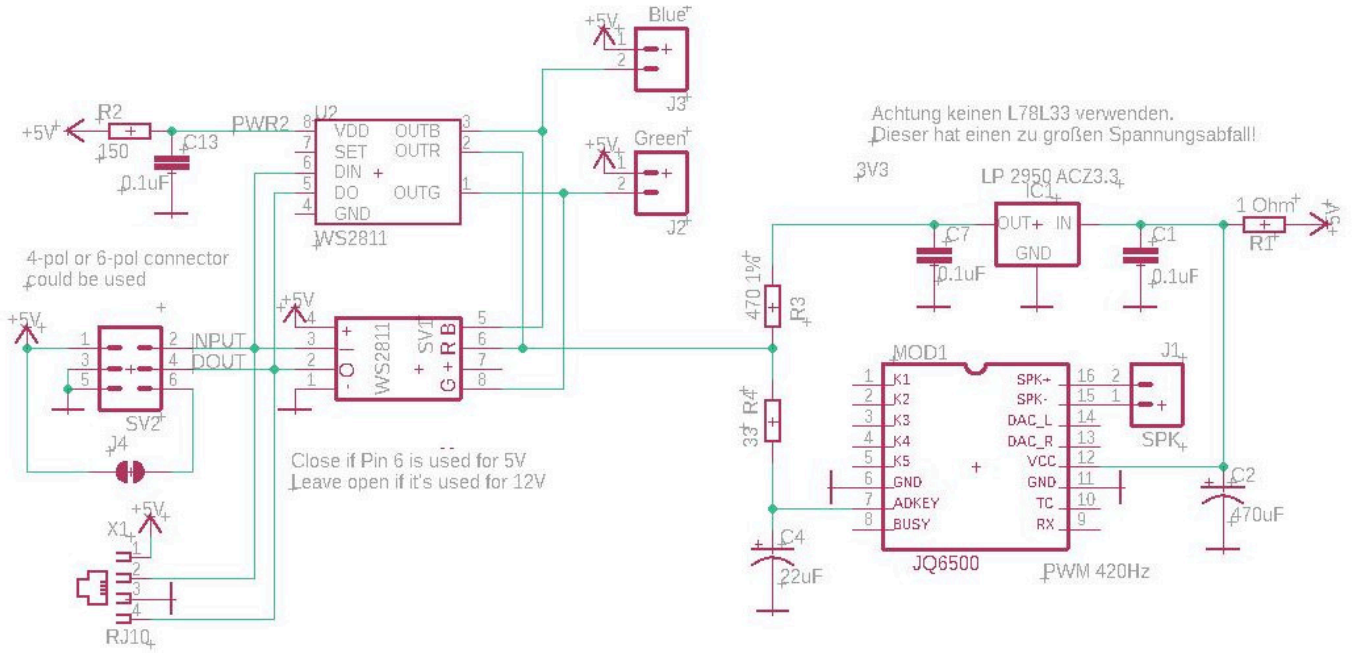 Blue
+5V
1
2
J3
Green
+5V
1
2
J2
R2
+5V
150
C13
0.1uF
PWR2
U2
8 VDD OUTB 3
7 SET OUTR 2
6 DIN
5 DO OUTG 1
4 GND
WS2811
Achtung keinen L78L33 verwenden.
Dieser hat einen zu großen Spannungsabfall!
3V3
LP 2950 ACZ3.3
IC1
OUT IN
GND
C7
0.1uF
C1
0.1uF
1 Ohm
R1
+5V
470 1%
R3
4-pol or 6-pol connector
could be used
+5V
1 2 INPUT
3 4 DOUT
5 6
SV2
J4
+5V
4 + B 5
3 I R 6
2 O + 7
1 - G 8
WS2811
SV1
Close if Pin 6 is used for 5V
Leave open if it's used for 12V
X1
+5V
1
2
3
4
RJ10
33
R4
C4
22uF
MOD1
1 K1 SPK+ 16
2 K2 SPK- 15
3 K3 DAC_L 14
4 K4 DAC_R 13
5 K5 VCC 12
6 GND GND 11
7 ADKEY TC 10
8 BUSY RX 9
JQ6500
PWM 420Hz
J1
2
1
SPK
C2
470uF